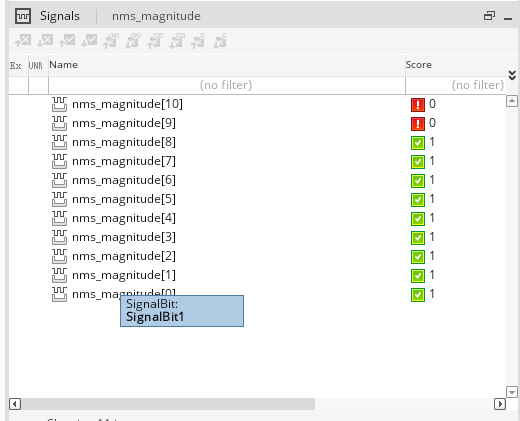 Signals nms_magnitude
Ex UNR Name Score
(no filter) (no filter)
nms_magnitude[10] 0
nms_magnitude[9] 0
nms_magnitude[8] 1
nms_magnitude[7] 1
nms_magnitude[6] 1
nms_magnitude[5] 1
nms_magnitude[4] 1
nms_magnitude[3] 1
nms_magnitude[2] 1
nms_magnitude[1] 1
nms_magnitude[0] 1
SignalBit:
SignalBit1